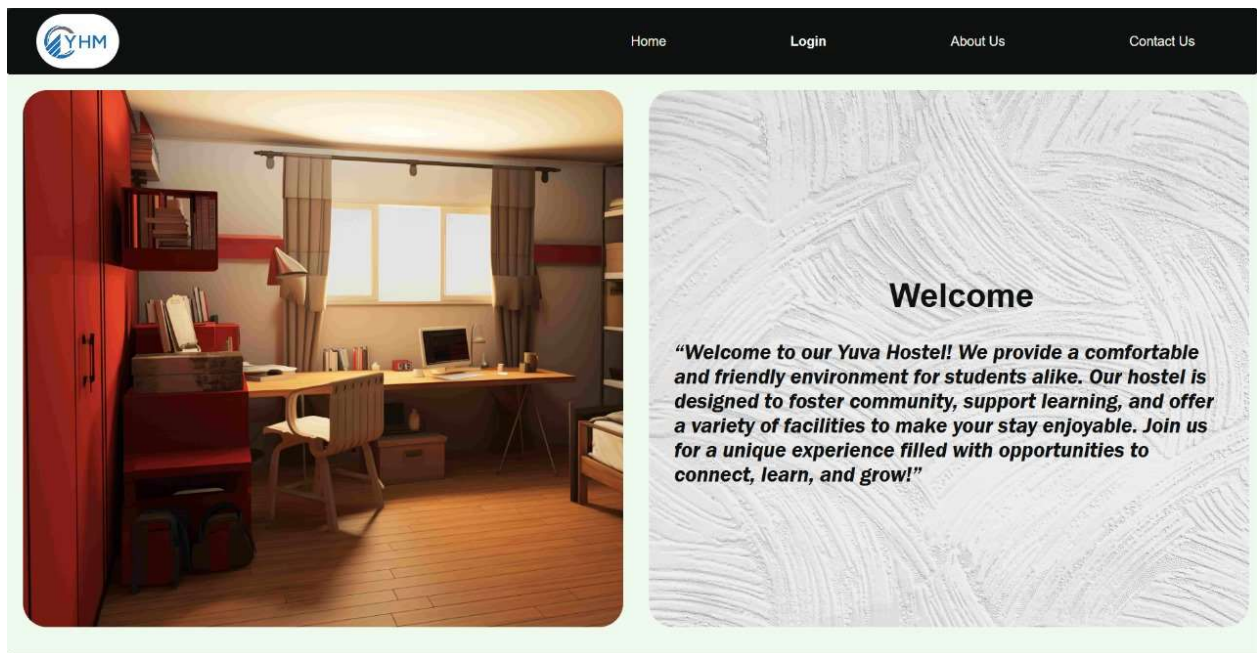 YHM
Home
Login
About Us
Contact Us
Welcome
“Welcome to our Yuva Hostel! We provide a comfortable
and friendly environment for students alike. Our hostel is
designed to foster community, support learning, and offer
a variety of facilities to make your stay enjoyable. Join us
for a unique experience filled with opportunities to
connect, learn, and grow!”